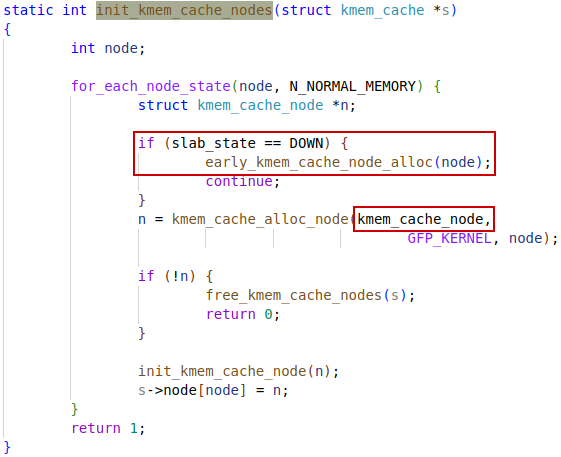 static int init_kmem_cache_nodes(struct kmem_cache *s)
{
        int node;

        for_each_node_state(node, N_NORMAL_MEMORY) {
                struct kmem_cache_node *n;

                if (slab_state == DOWN) {
                        early_kmem_cache_node_alloc(node);
                        continue;
                }
                n = kmem_cache_alloc_node(kmem_cache_node,
                                                GFP_KERNEL, node);

                if (!n) {
                        free_kmem_cache_nodes(s);
                        return 0;
                }

                init_kmem_cache_node(n);
                s->node[node] = n;
        }
        return 1;
}